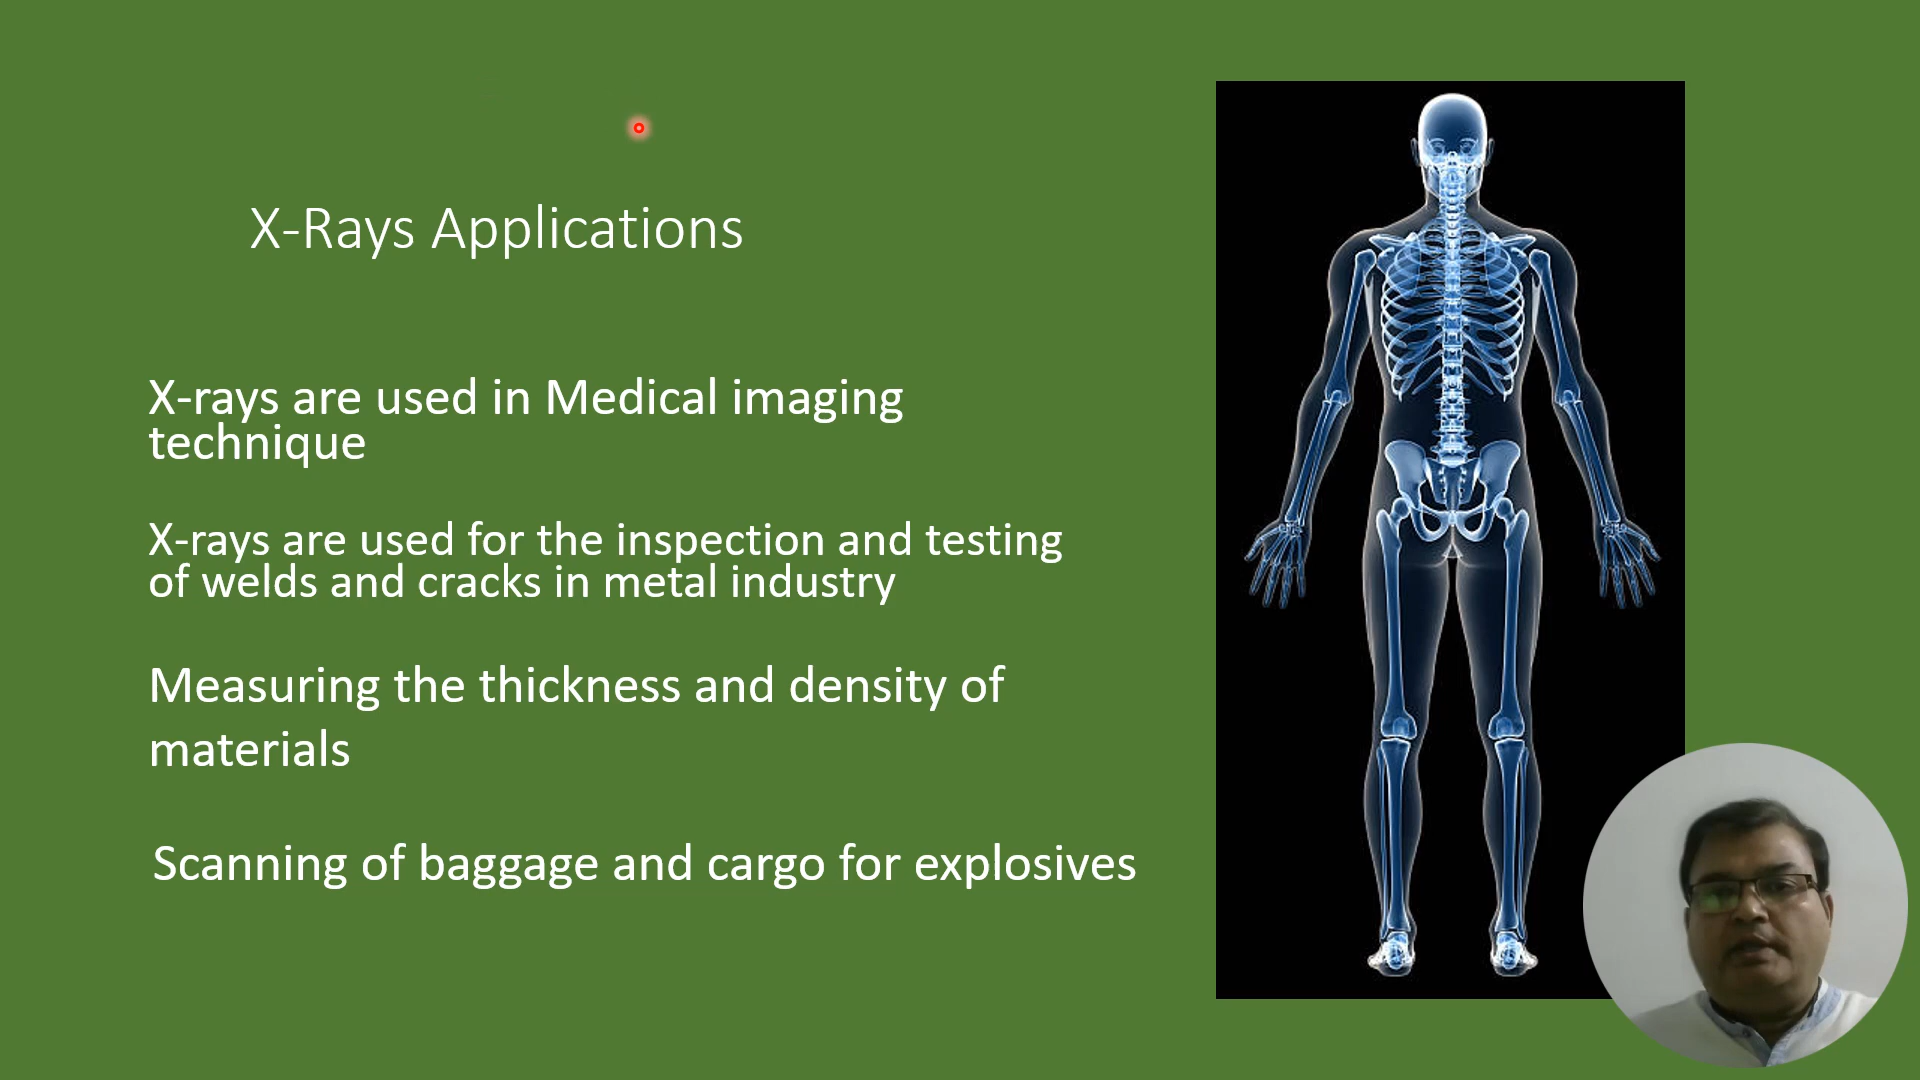 X-Rays Applications
X-rays are used in Medical imaging
technique
X-rays are used for the inspection and testing
of welds and cracks in metal industry
Measuring the thickness and density of
materials
Scanning of baggage and cargo for explosives